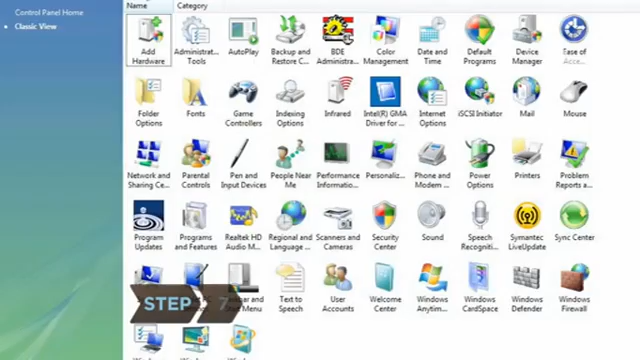 Control Panel Home
Classic View
Name Category
Add Hardware
Administrat... Tools
AutoPlay
Backup and Restore C...
BDE Administra...
Color Management
Date and Time
Default Programs
Device Manager
Ease of Acce...
Folder Options
Fonts
Game Controllers
Indexing Options
Infrared
Intel(R) GMA Driver for ...
Internet Options
iSCSI Initiator
Mail
Mouse
Network and Sharing Ce...
Parental Controls
Pen and Input Devices
People Near Me
Performance Informatio...
Personaliz...
Phone and Modem ...
Power Options
Printers
Problem Reports a...
Program Updates
Programs and Features
Realtek HD Audio M...
Regional and Language ...
Scanners and Cameras
Security Center
Sound
Speech Recogniti...
Symantec LiveUpdate
Sync Center
STEP 7
Text to Speech
User Accounts
Welcome Center
Windows Anytim...
Windows CardSpace
Windows Defender
Windows Firewall